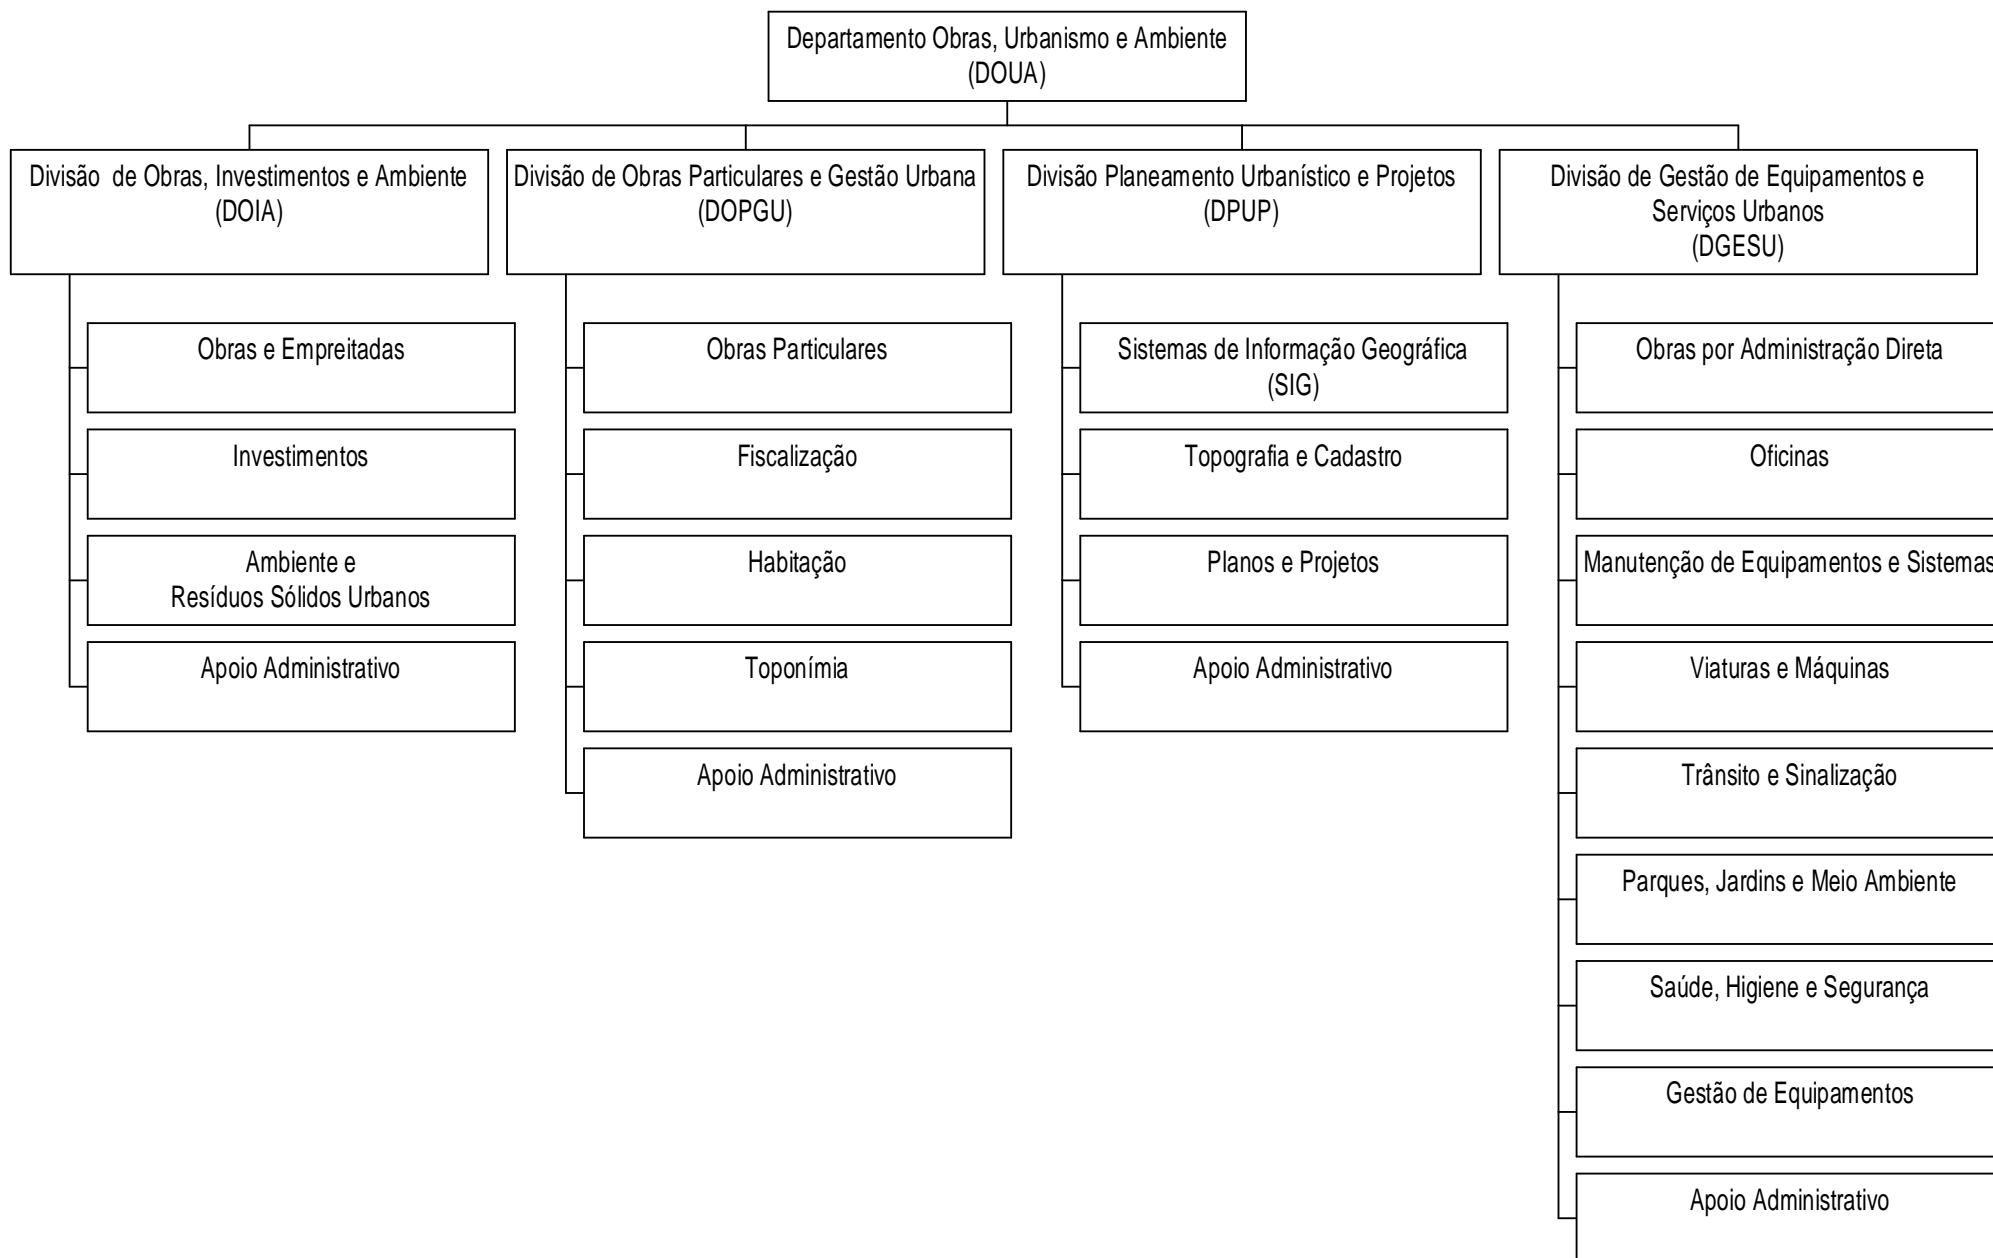 Departamento Obras, Urbanismo e Ambiente
(DOUA)
Divisão de Obras, Investimentos e Ambiente
(DOIA)
Divisão de Obras Particulares e Gestão Urbana
(DOPGU)
Divisão Planeamento Urbanístico e Projetos
(DPUP)
Divisão de Gestão de Equipamentos e
Serviços Urbanos
(DGESU)
Obras e Empreitadas
Investimentos
Ambiente e
Resíduos Sólidos Urbanos
Apoio Administrativo
Obras Particulares
Fiscalização
Habitação
Toponímia
Apoio Administrativo
Sistemas de Informação Geográfica
(SIG)
Topografia e Cadastro
Planos e Projetos
Apoio Administrativo
Obras por Administração Direta
Oficinas
Manutenção de Equipamentos e Sistemas
Viaturas e Máquinas
Trânsito e Sinalização
Parques, Jardins e Meio Ambiente
Saúde, Higiene e Segurança
Gestão de Equipamentos
Apoio Administrativo